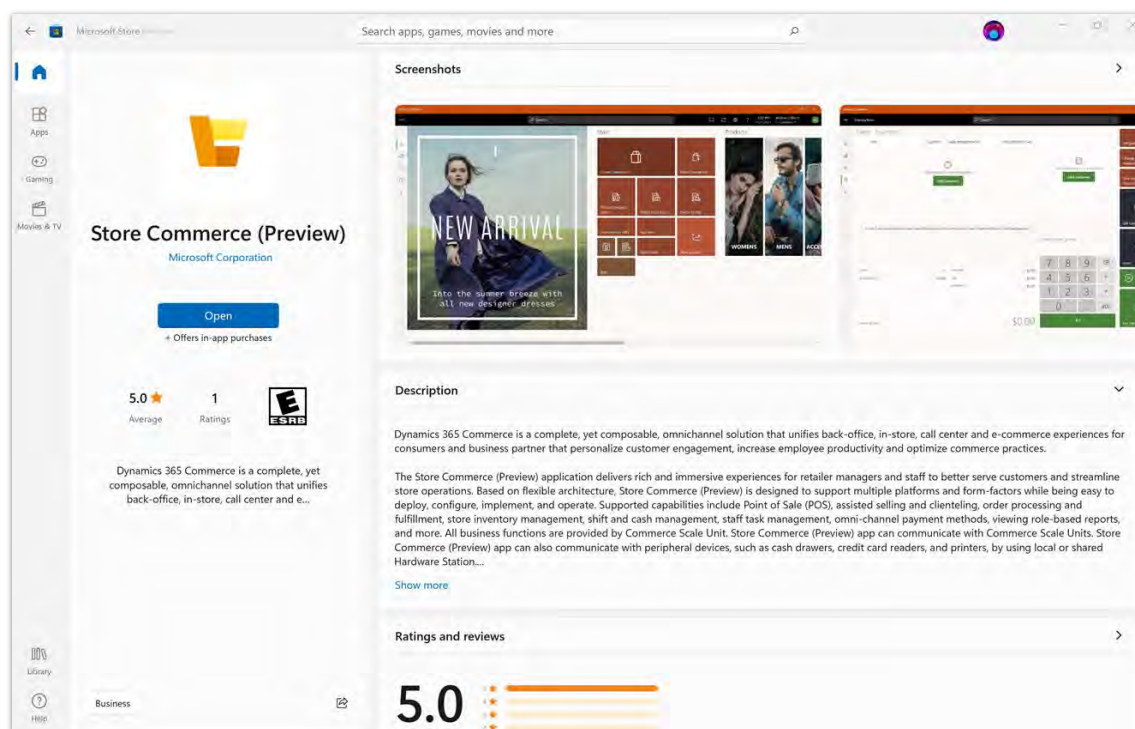 Microsoft Store
Search apps, games, movies and more
Apps
Gaming
Movies & TV
Library
Help
Store Commerce (Preview)
Microsoft Corporation
Open
+ Offers in-app purchases
5.0
Average
1
Ratings
E
ESRB
Dynamics 365 Commerce is a complete, yet
composable, omnichannel solution that unifies
back-office, in-store, call center and e...
Business
Screenshots
NEW ARRIVAL
Into the summer breeze with
all new designer dresses
Products
WOMENS
MENS
7 8 9
4 5 6
1 2 3
0
$0.00
Description
Dynamics 365 Commerce is a complete, yet composable, omnichannel solution that unifies back-office, in-store, call center and e-commerce experiences for
consumers and business partner that personalize customer engagement, increase employee productivity and optimize commerce practices.
The Store Commerce (Preview) application delivers rich and immersive experiences for retailer managers and staff to better serve customers and streamline
store operations. Based on flexible architecture, Store Commerce (Preview) is designed to support multiple platforms and form-factors while being easy to
deploy, configure, implement, and operate. Supported capabilities include Point of Sale (POS), assisted selling and clienteling, order processing and
fulfillment, store inventory management, shift and cash management, staff task management, omni-channel payment methods, viewing role-based reports,
and more. All business functions are provided by Commerce Scale Unit. Store Commerce (Preview) app can communicate with Commerce Scale Units. Store
Commerce (Preview) app can also communicate with peripheral devices, such as cash drawers, credit card readers, and printers, by using local or shared
Hardware Station....
Show more
Ratings and reviews
5.0